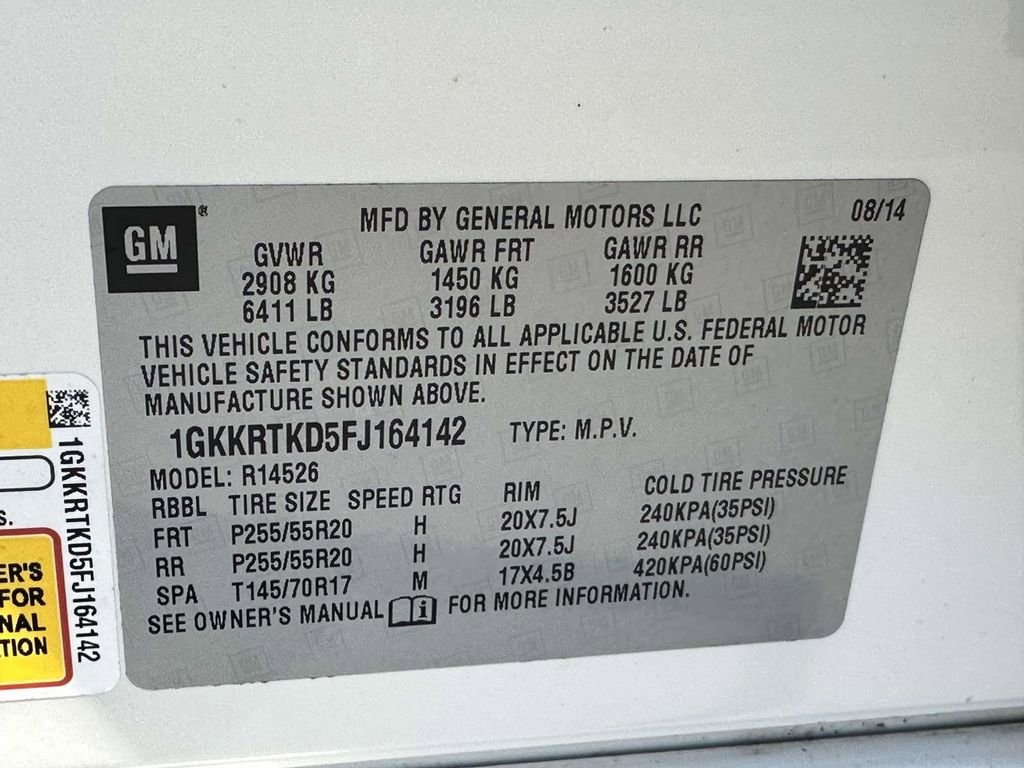 GM ®
MFD BY GENERAL MOTORS LLC 08/14
GVWR GAWR FRT GAWR RR
2908 KG 1450 KG 1600 KG
6411 LB 3196 LB 3527 LB
THIS VEHICLE CONFORMS TO ALL APPLICABLE U.S. FEDERAL MOTOR
VEHICLE SAFETY STANDARDS IN EFFECT ON THE DATE OF
MANUFACTURE SHOWN ABOVE.
1GKKRTKD5FJ164142 TYPE: M.P.V.
MODEL: R14526
RBBL TIRE SIZE SPEED RTG RIM COLD TIRE PRESSURE
FRT P255/55R20 H 20X7.5J 240KPA(35PSI)
RR P255/55R20 H 20X7.5J 240KPA(35PSI)
SPA T145/70R17 M 17X4.5B 420KPA(60PSI)
SEE OWNER'S MANUAL i FOR MORE INFORMATION.
1GKKRTKD5FJ164142
S.
ER'S
FOR
NAL
TION